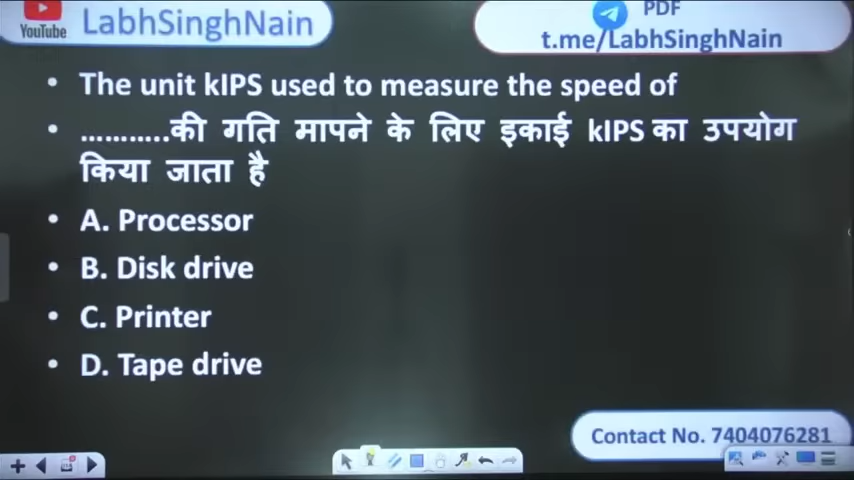 YouTube
LabhSinghNain
PDF
t.me/LabhSinghNain
• The unit kIPS used to measure the speed of
• ...........की गति मापने के लिए इकाई kIPS का उपयोग
किया जाता है
• A. Processor
• B. Disk drive
• C. Printer
• D. Tape drive
Contact No. 7404076281